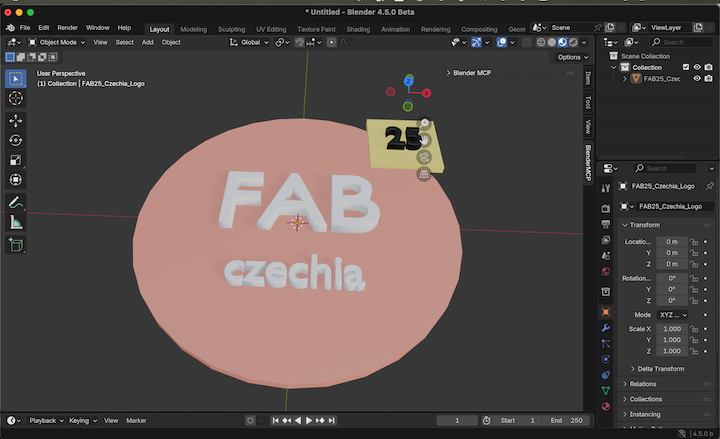 * Untitled - Blender 4.5.0 Beta
File Edit Render Window Help Layout Modeling Sculpting UV Editing Texture Paint Shading Animation Rendering Compositing Geom Scene ViewLayer
Object Mode View Select Add Object Global Search
Options
User Perspective
(1) Collection | FAB25_Czechia_Logo
Blender MCP
Item
Tool
View
BlenderMCP
Z
X
25
FAB
czechia
Scene Collection
Collection
FAB25_Czec
Search
FAB25_Czechia_Logo
FAB25_Czechia_Logo
Transform
Locatio... 0 m
Y 0 m
Z 0 m
Rotation... 0°
Y 0°
Z 0°
Mode XYZ ...
Scale X 1.000
Y 1.000
Z 1.000
Delta Transform
Relations
Collections
Instancing
Playback Keying View Marker 1 Start 1 End 250
4.5.0 b